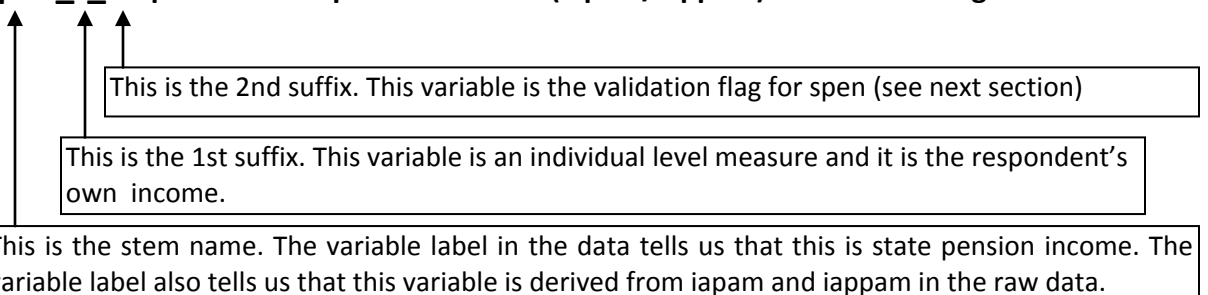 This is the 2nd suffix. This variable is the validation flag for spen (see next section)
This is the 1st suffix. This variable is an individual level measure and it is the respondent’s
own income.
This is the stem name. The variable label in the data tells us that this is state pension income. The
variable label also tells us that this variable is derived from iapam and iappam in the raw data.